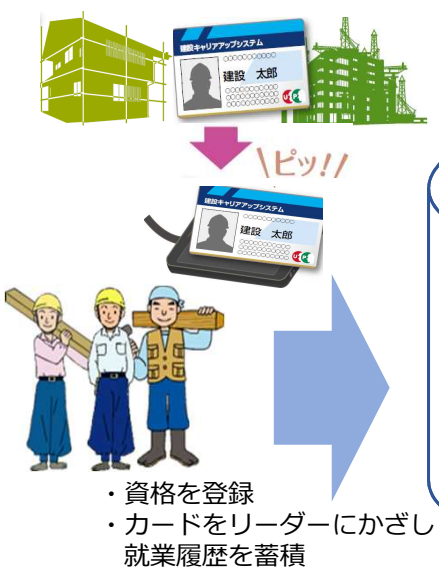 建設キャリアアップシステム
○○○○○○○○○○
建設 太郎
\ピッ!!/
建設キャリアアップシステム
建設 太郎
・資格を登録
・カードをリーダーにかざし
就業履歴を蓄積